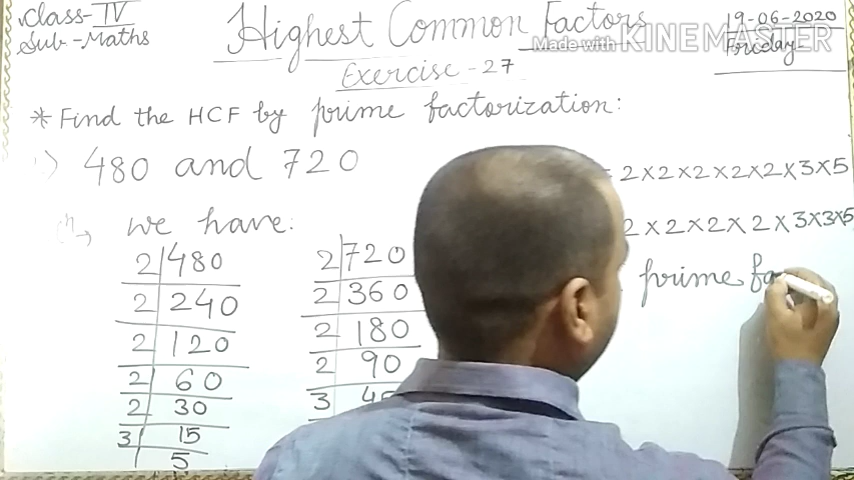 Class-IV
Sub-Maths
Highest Common Factors
19-06-2020
Made with KINEMASTER
Exercise-27
* Find the HCF by prime factorization:
480 and 720
We have:
2 480
2 240
2 120
2 60
2 30
3 15
5
2 720
2 360
2 180
2 90
3
= 2×2×2×2×2×3×5
2×2×2×2×3×3×5
prime